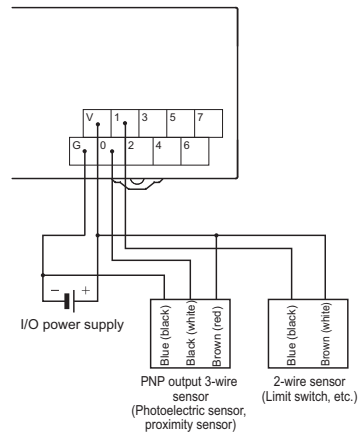 V 1 3 5 7
G 0 2 4 6
− +
I/O power supply
Blue (black)
Black (white)
Brown (red)
Blue (black)
Brown (white)
PNP output 3-wire
sensor
(Photoelectric sensor,
proximity sensor)
2-wire sensor
(Limit switch, etc.)